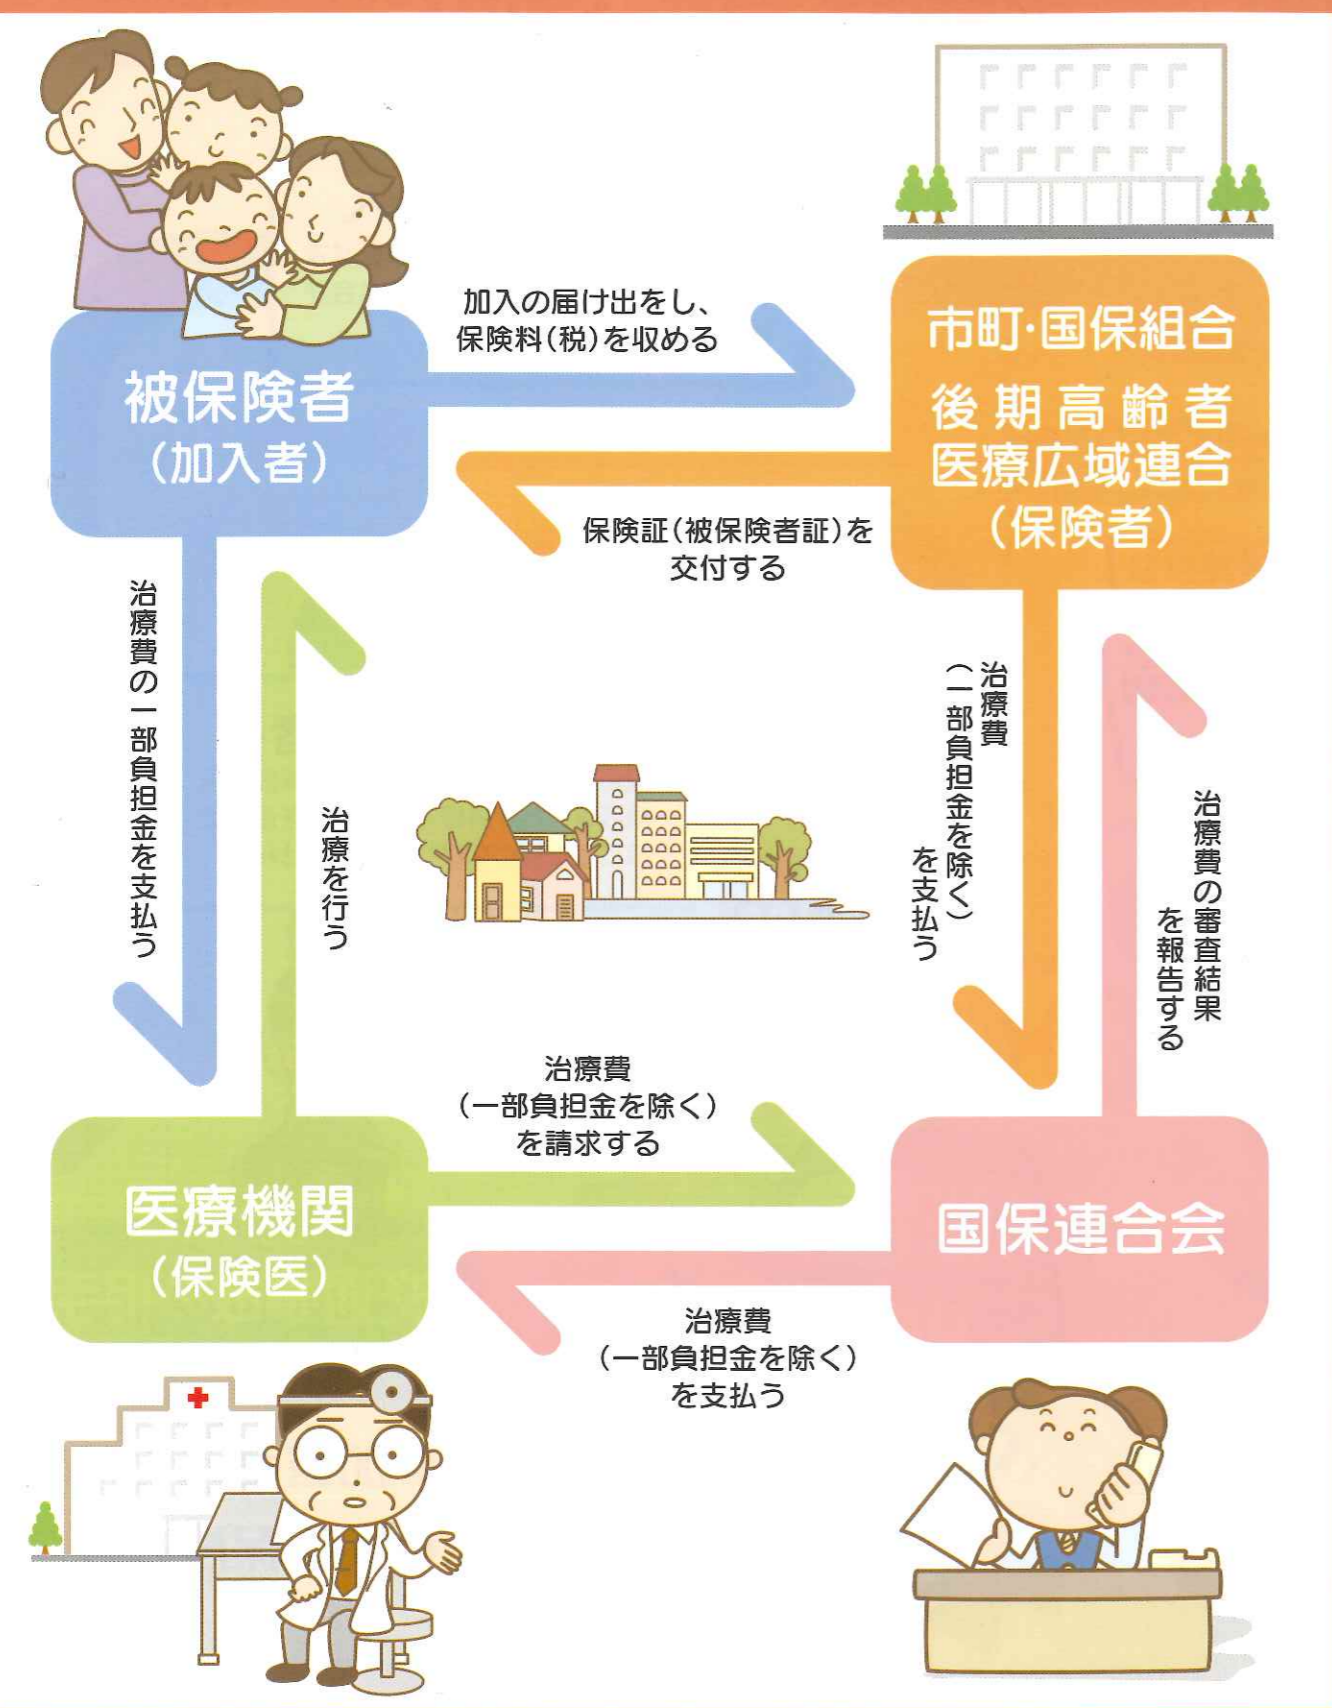 被保険者
（加入者）
加入の届け出をし、
保険料（税）を収める
市町・国保組合
後期高齢者
医療広域連合
（保険者）
保険証（被保険者証）を
交付する
治療費の一部負担金を支払う
治療を行う
治療費
（一部負担金を除く）
を支払う
治療費の審査結果
を報告する
治療費
（一部負担金を除く）
を請求する
医療機関
（保険医）
国保連合会
治療費
（一部負担金を除く）
を支払う